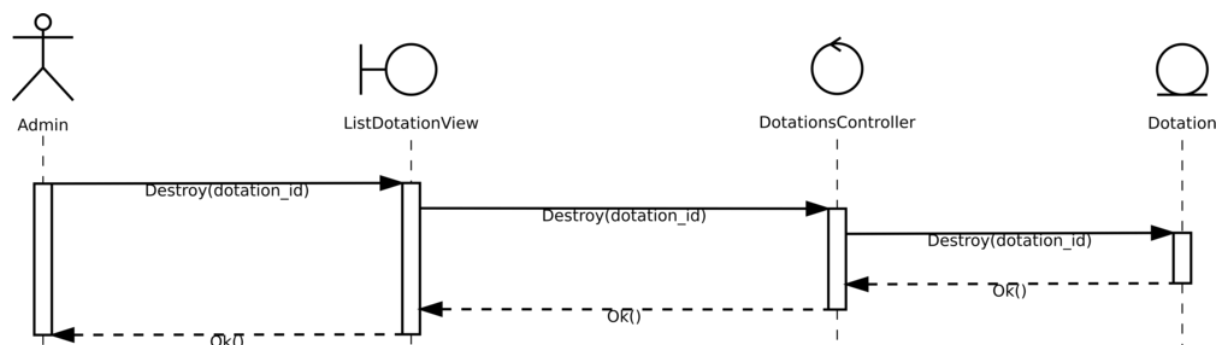 Admin
ListDotationView
DotationsController
Dotation
Destroy(dotation_id)
Destroy(dotation_id)
Destroy(dotation_id)
Ok()
Ok()
Ok()